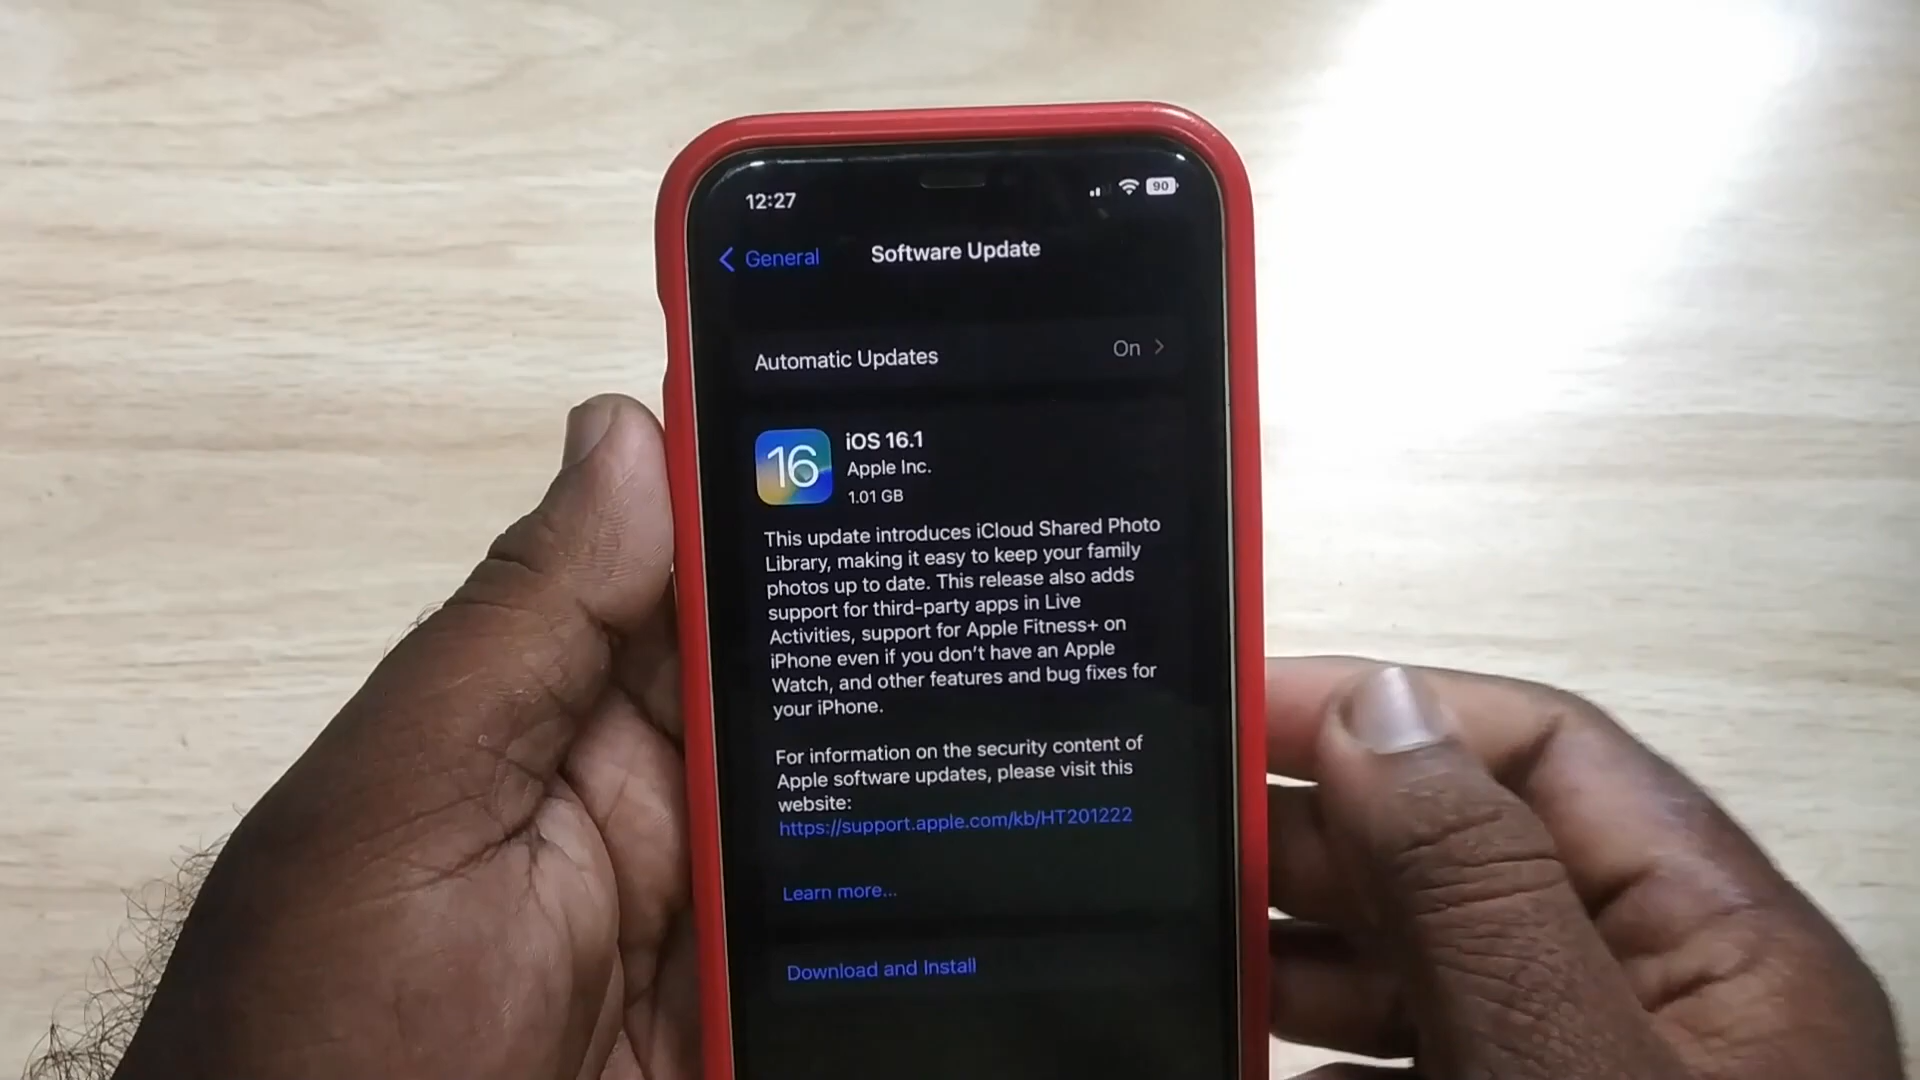 12:27
90
General
Software Update
Automatic Updates
On
16
iOS 16.1
Apple Inc.
1.01 GB
This update introduces iCloud Shared Photo
Library, making it easy to keep your family
photos up to date. This release also adds
support for third-party apps in Live
Activities, support for Apple Fitness+ on
iPhone even if you don’t have an Apple
Watch, and other features and bug fixes for
your iPhone.
For information on the security content of
Apple software updates, please visit this
website:
https://support.apple.com/kb/HT201222
Learn more...
Download and Install